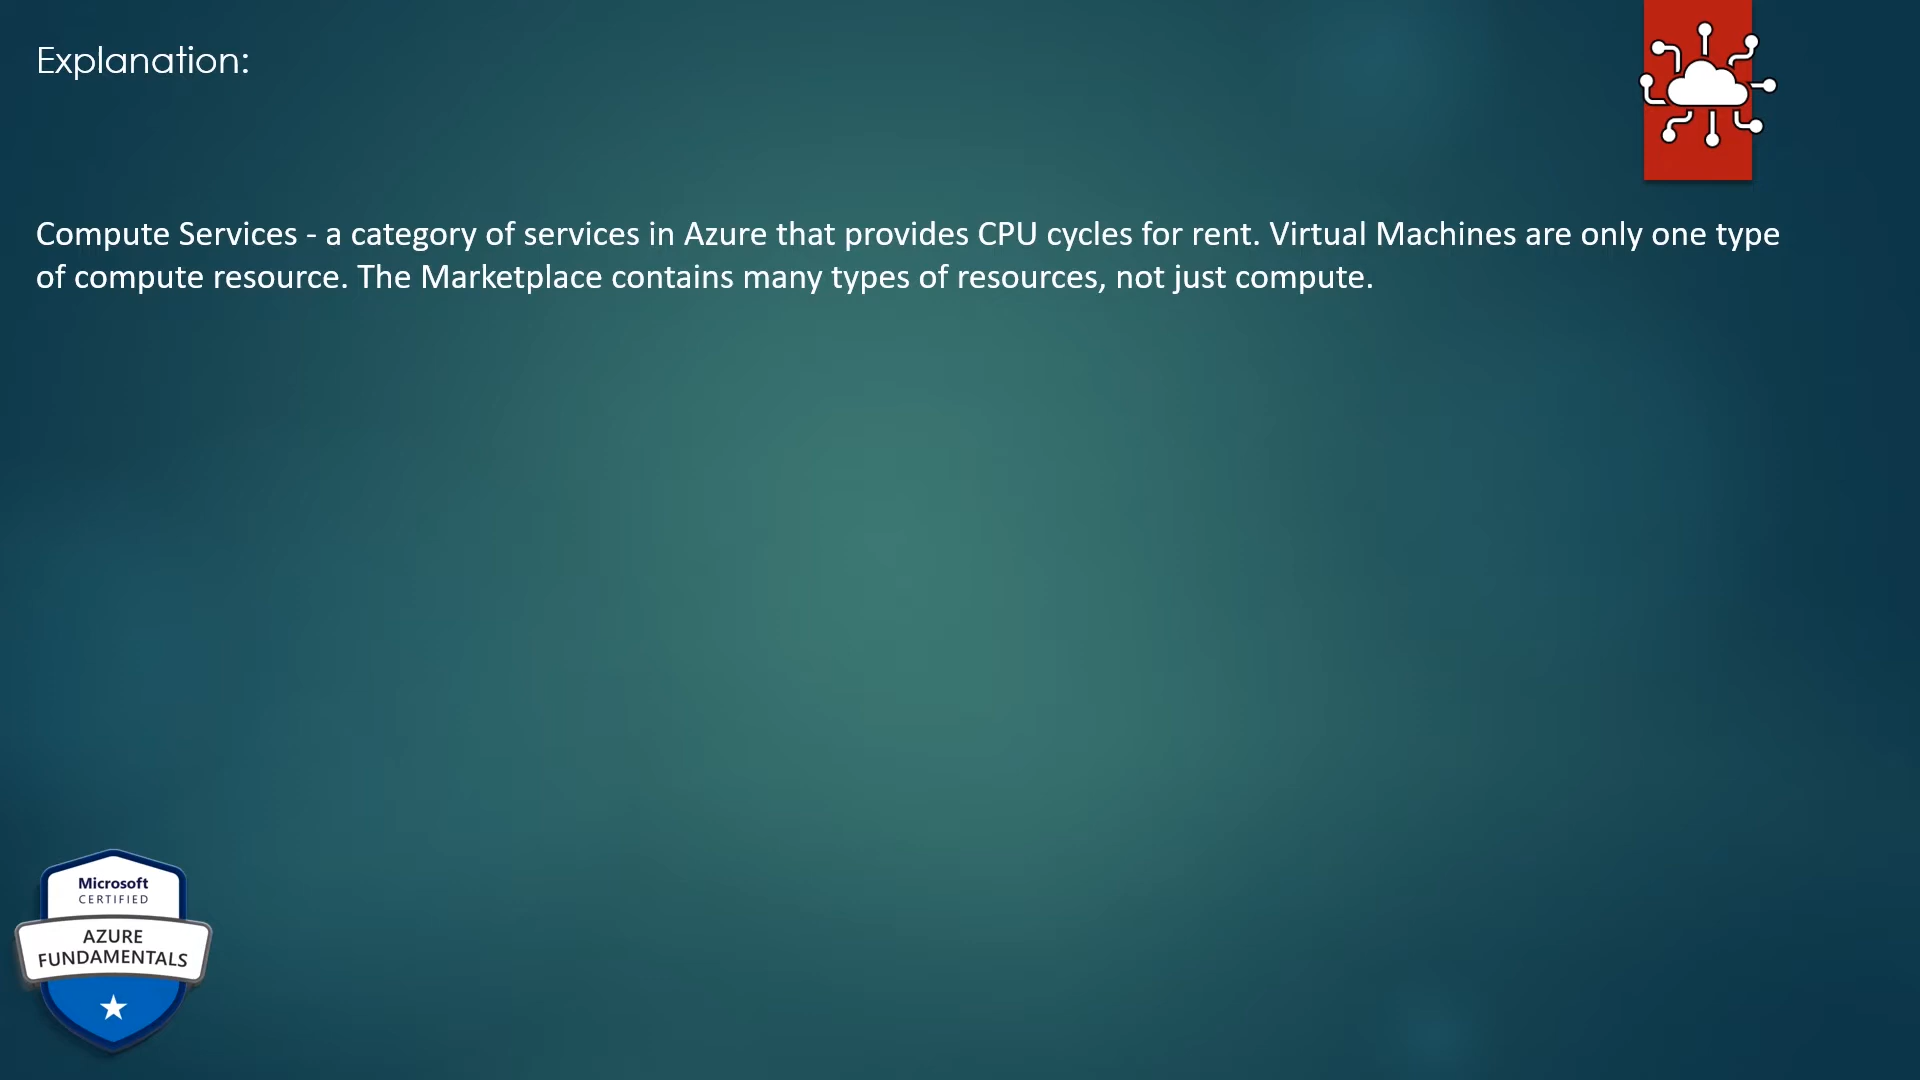 Explanation:
Compute Services - a category of services in Azure that provides CPU cycles for rent. Virtual Machines are only one type
of compute resource. The Marketplace contains many types of resources, not just compute.
Microsoft
CERTIFIED
AZURE
FUNDAMENTALS